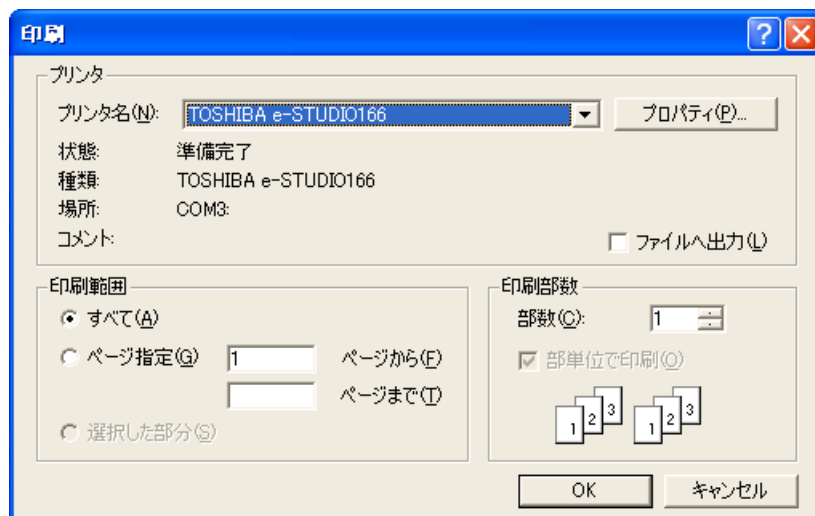 印刷
プリンタ
プリンタ名(N): TOSHIBA e-STUDIO166 プロパティ(P)...
状態: 準備完了
種類: TOSHIBA e-STUDIO166
場所: COM3:
コメント: ファイルへ出力(L)
印刷範囲
すべて(A)
ページ指定(G) 1 ページから(F)
ページまで(T)
選択した部分(S)
印刷部数
部数(C): 1
部単位で印刷(O)
1 2 3 1 2 3
OK キャンセル